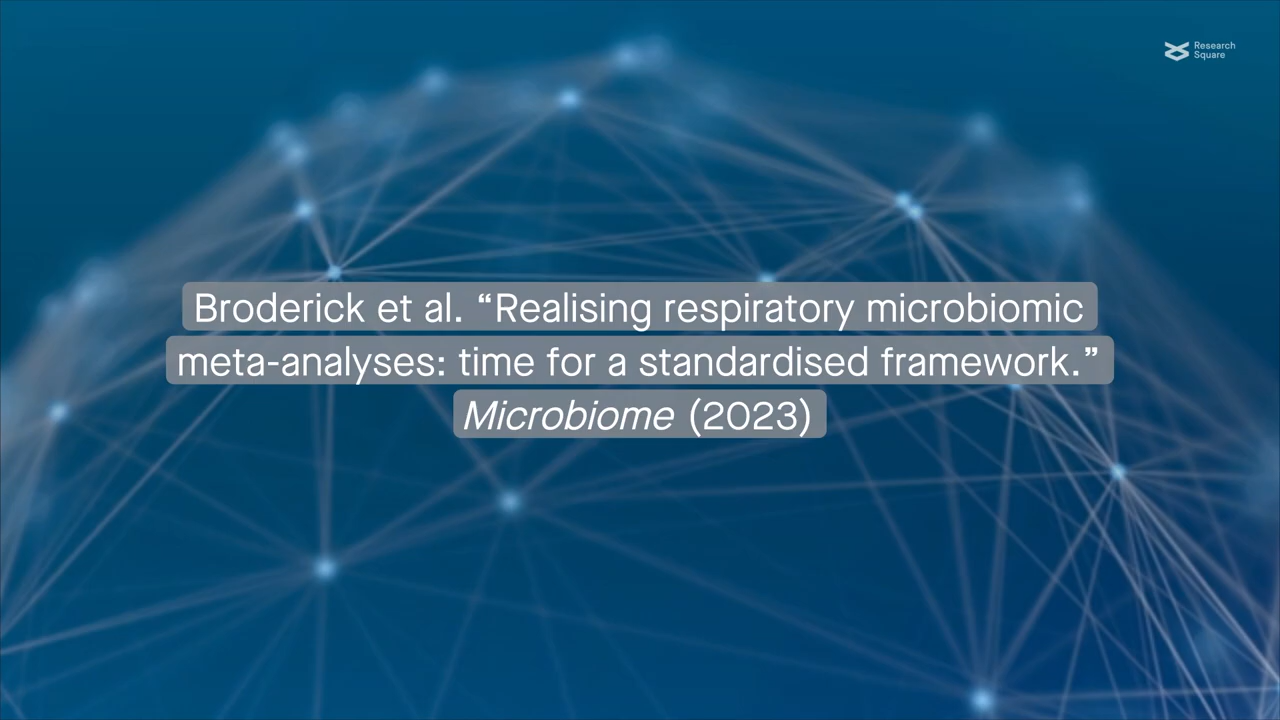 Research
Square
Broderick et al. “Realising respiratory microbiomic
meta-analyses: time for a standardised framework.”
Microbiome (2023)